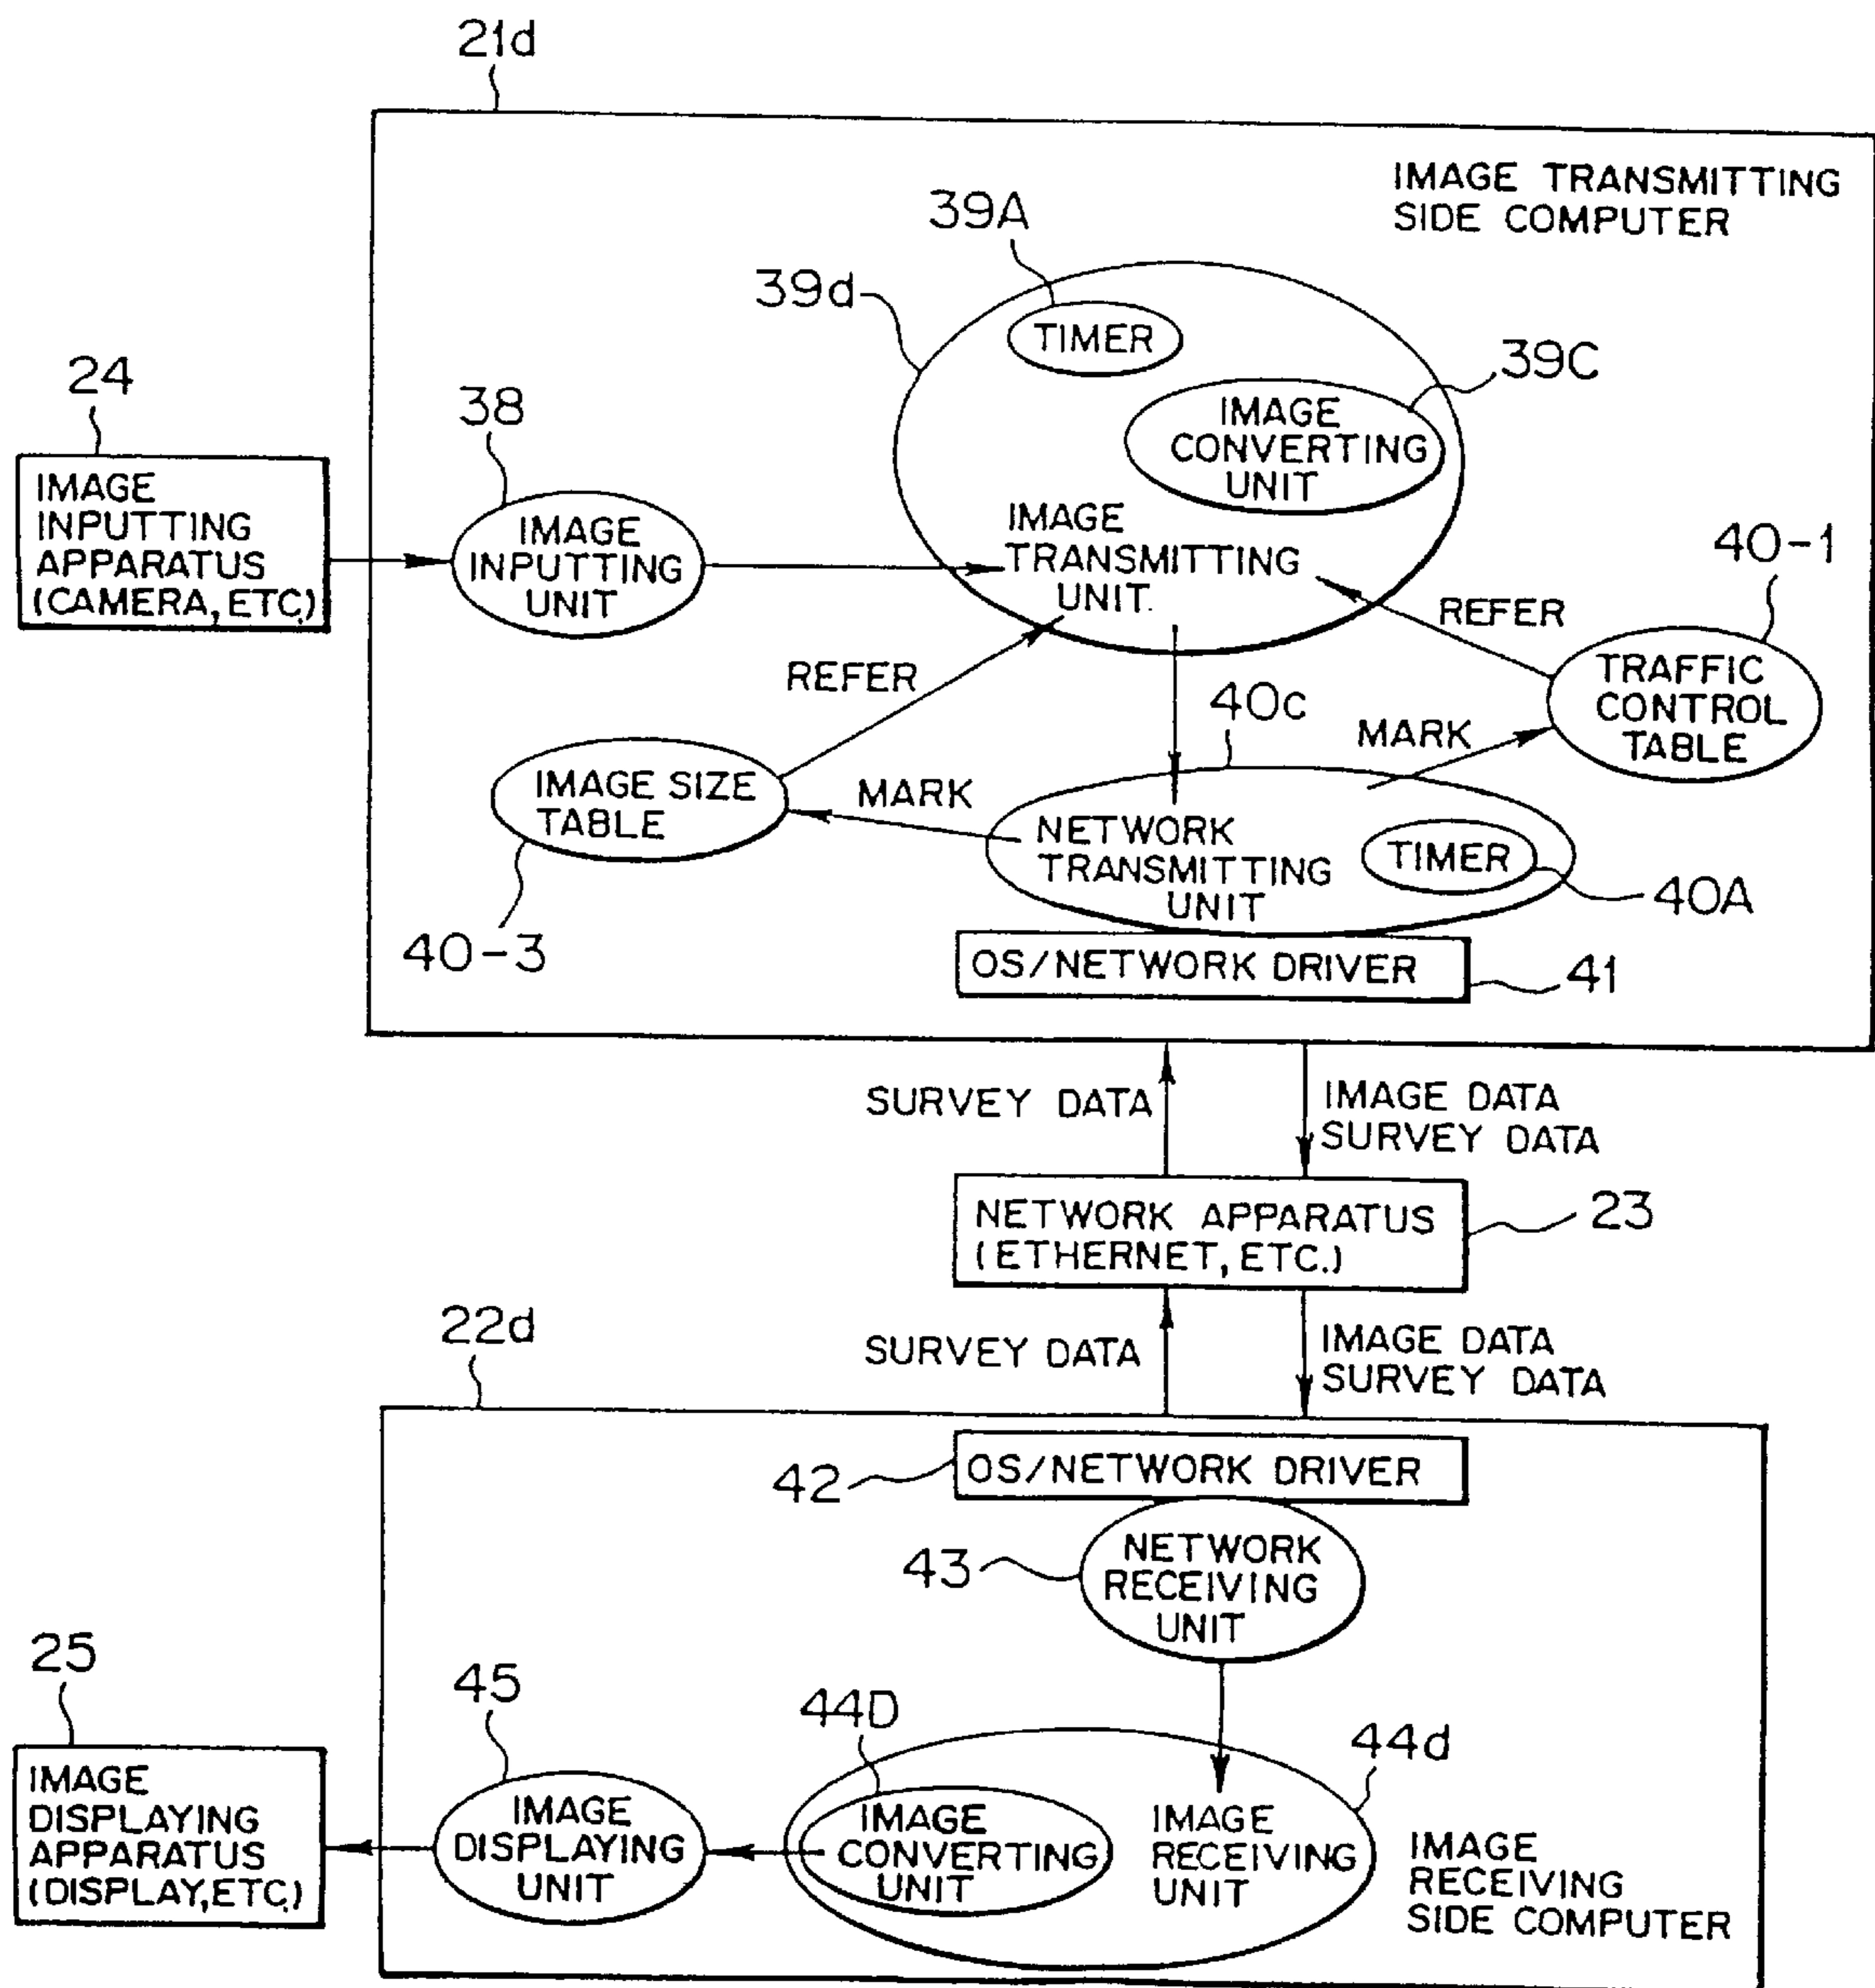 21d
IMAGE TRANSMITTING
SIDE COMPUTER
39A
39d
TIMER
39C
IMAGE
CONVERTING
UNIT
24
38
IMAGE
INPUTTING
APPARATUS
(CAMERA, ETC.)
IMAGE
INPUTTING
UNIT
IMAGE
TRANSMITTING
UNIT
40-1
REFER
REFER
TRAFFIC
CONTROL
TABLE
40c
MARK
IMAGE SIZE
TABLE
MARK
NETWORK
TRANSMITTING
UNIT
TIMER
40A
40-3
OS/NETWORK DRIVER
41
SURVEY DATA
IMAGE DATA
SURVEY DATA
NETWORK APPARATUS
(ETHERNET, ETC.)
23
22d
SURVEY DATA
IMAGE DATA
SURVEY DATA
OS/NETWORK DRIVER
42
43
NETWORK
RECEIVING
UNIT
25
45
44D
44d
IMAGE
DISPLAYING
APPARATUS
(DISPLAY, ETC.)
IMAGE
DISPLAYING
UNIT
IMAGE
CONVERTING
UNIT
IMAGE
RECEIVING
UNIT
IMAGE
RECEIVING
SIDE COMPUTER